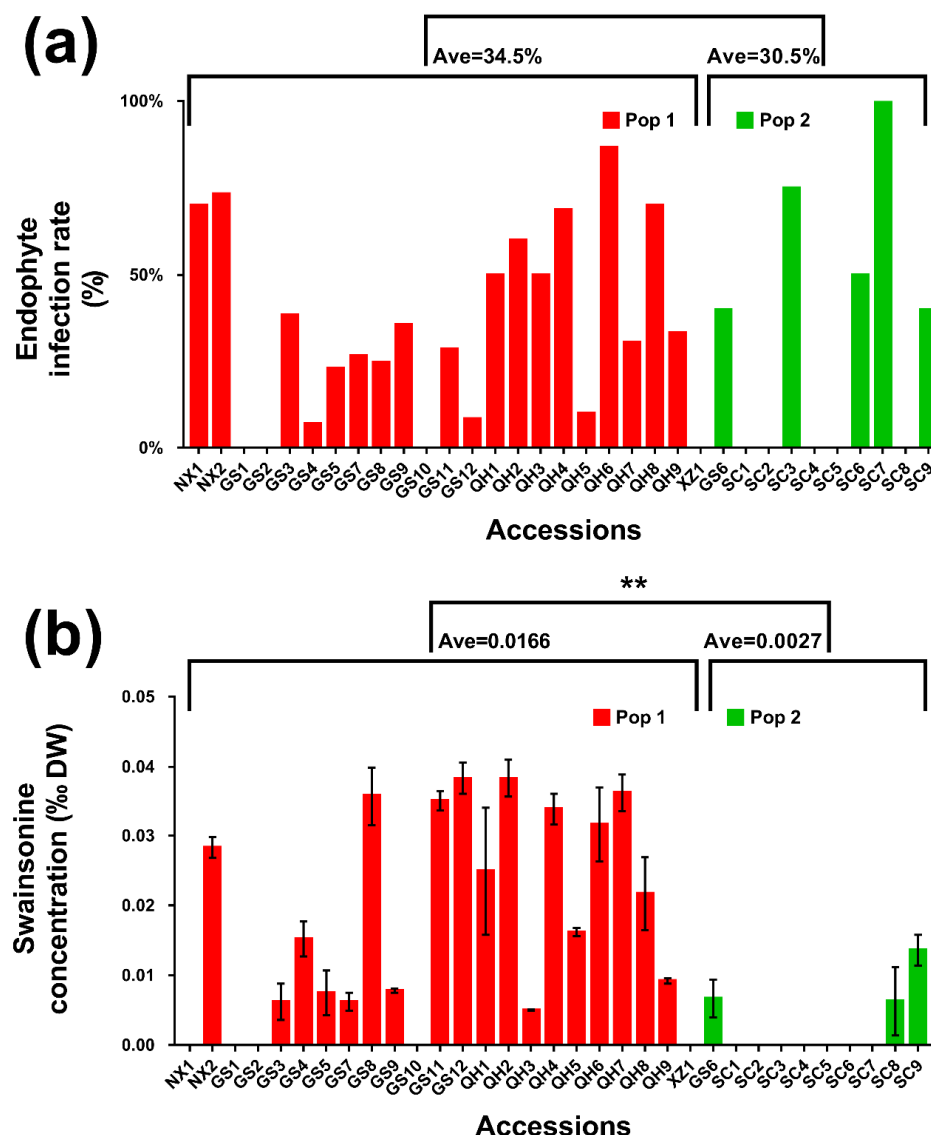 (a)
Ave=34.5% Ave=30.5%
100%
50%
0%
Endophyte
infection rate
(%)
Pop 1 Pop 2
NX1 NX2 GS1 GS2 GS3 GS4 GS5 GS7 GS8 GS9 GS10 GS11 GS12 QH1 QH2 QH3 QH4 QH5 QH6 QH7 QH8 QH9 XZ1 GS6 SC1 SC2 SC3 SC4 SC5 SC6 SC7 SC8 SC9
Accessions
(b)
**
Ave=0.0166 Ave=0.0027
0.05
0.04
0.03
0.02
0.01
0.00
Swainsonine
concentration (‰ DW)
Pop 1 Pop 2
NX1 NX2 GS1 GS2 GS3 GS4 GS5 GS7 GS8 GS9 GS10 GS11 GS12 QH1 QH2 QH3 QH4 QH5 QH6 QH7 QH8 QH9 XZ1 GS6 SC1 SC2 SC3 SC4 SC5 SC6 SC7 SC8 SC9
Accessions